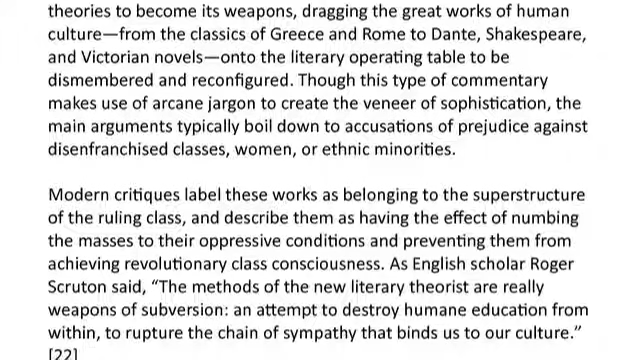 theories to become its weapons, dragging the great works of human
culture—from the classics of Greece and Rome to Dante, Shakespeare,
and Victorian novels—onto the literary operating table to be
dismembered and reconfigured. Though this type of commentary
makes use of arcane jargon to create the veneer of sophistication, the
main arguments typically boil down to accusations of prejudice against
disenfranchised classes, women, or ethnic minorities.
Modern critiques label these works as belonging to the superstructure
of the ruling class, and describe them as having the effect of numbing
the masses to their oppressive conditions and preventing them from
achieving revolutionary class consciousness. As English scholar Roger
Scruton said, “The methods of the new literary theorist are really
weapons of subversion: an attempt to destroy humane education from
within, to rupture the chain of sympathy that binds us to our culture.”
[22]